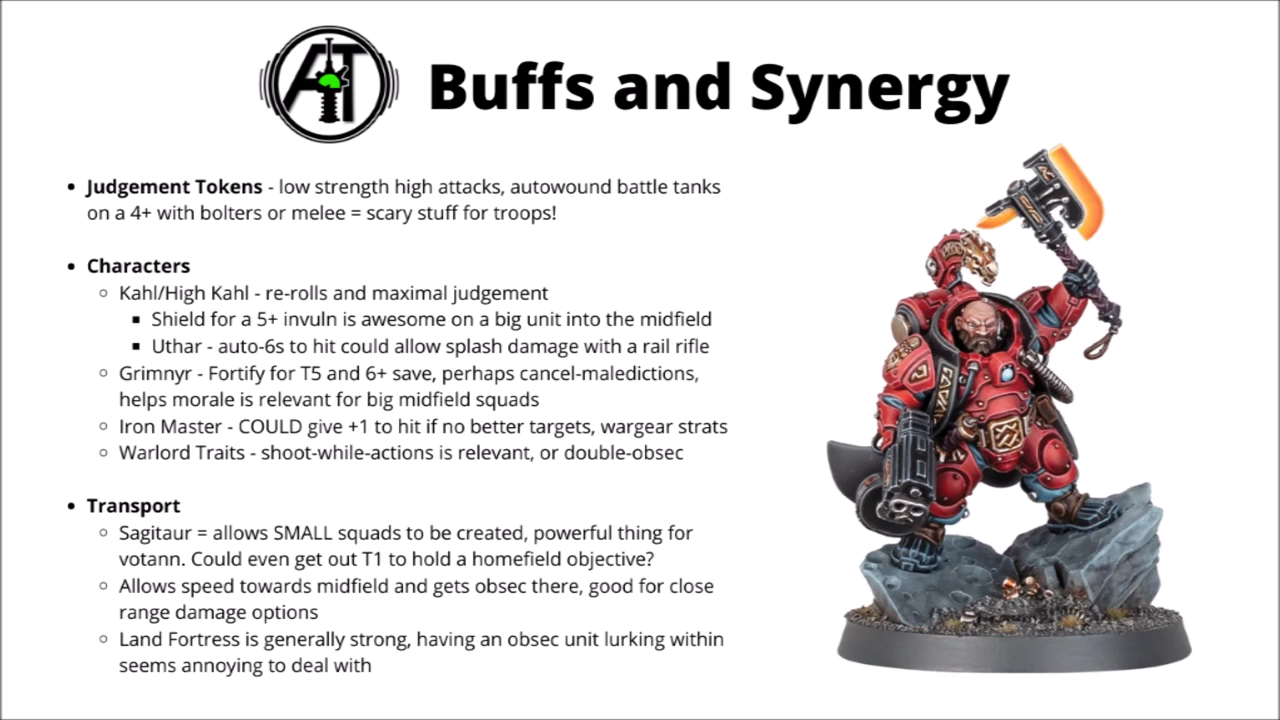 AT
Buffs and Synergy
• Judgement Tokens - low strength high attacks, autowound battle tanks
on a 4+ with bolters or melee = scary stuff for troops!
• Characters
○ Kahl/High Kahl - re-rolls and maximal judgement
▪ Shield for a 5+ invuln is awesome on a big unit into the midfield
▪ Uthar - auto-6s to hit could allow splash damage with a rail rifle
○ Grimnyr - Fortify for T5 and 6+ save, perhaps cancel-maledictions,
helps morale is relevant for big midfield squads
○ Iron Master - COULD give +1 to hit if no better targets, wargear strats
○ Warlord Traits - shoot-while-actions is relevant, or double-obsec
• Transport
○ Sagitaur = allows SMALL squads to be created, powerful thing for
votann. Could even get out T1 to hold a homefield objective?
○ Allows speed towards midfield and gets obsec there, good for close
range damage options
○ Land Fortress is generally strong, having an obsec unit lurking within
seems annoying to deal with